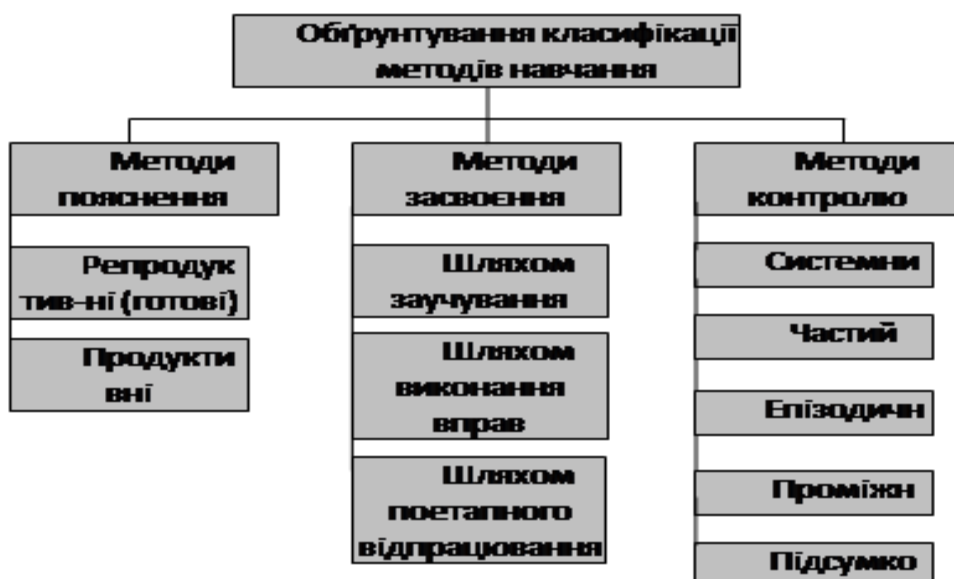 Обґрунтування класифікації
методів навчання
Методи
пояснення
Репродук
тив-ні (готові)
Продукти
вні
Методи
засвоєння
Шляхом
заучування
Шляхом
виконання
вправ
Шляхом
поетапного
відпрацювання
Методи
контролю
Системни
Частий
Епізодичн
Проміжн
Підсумко